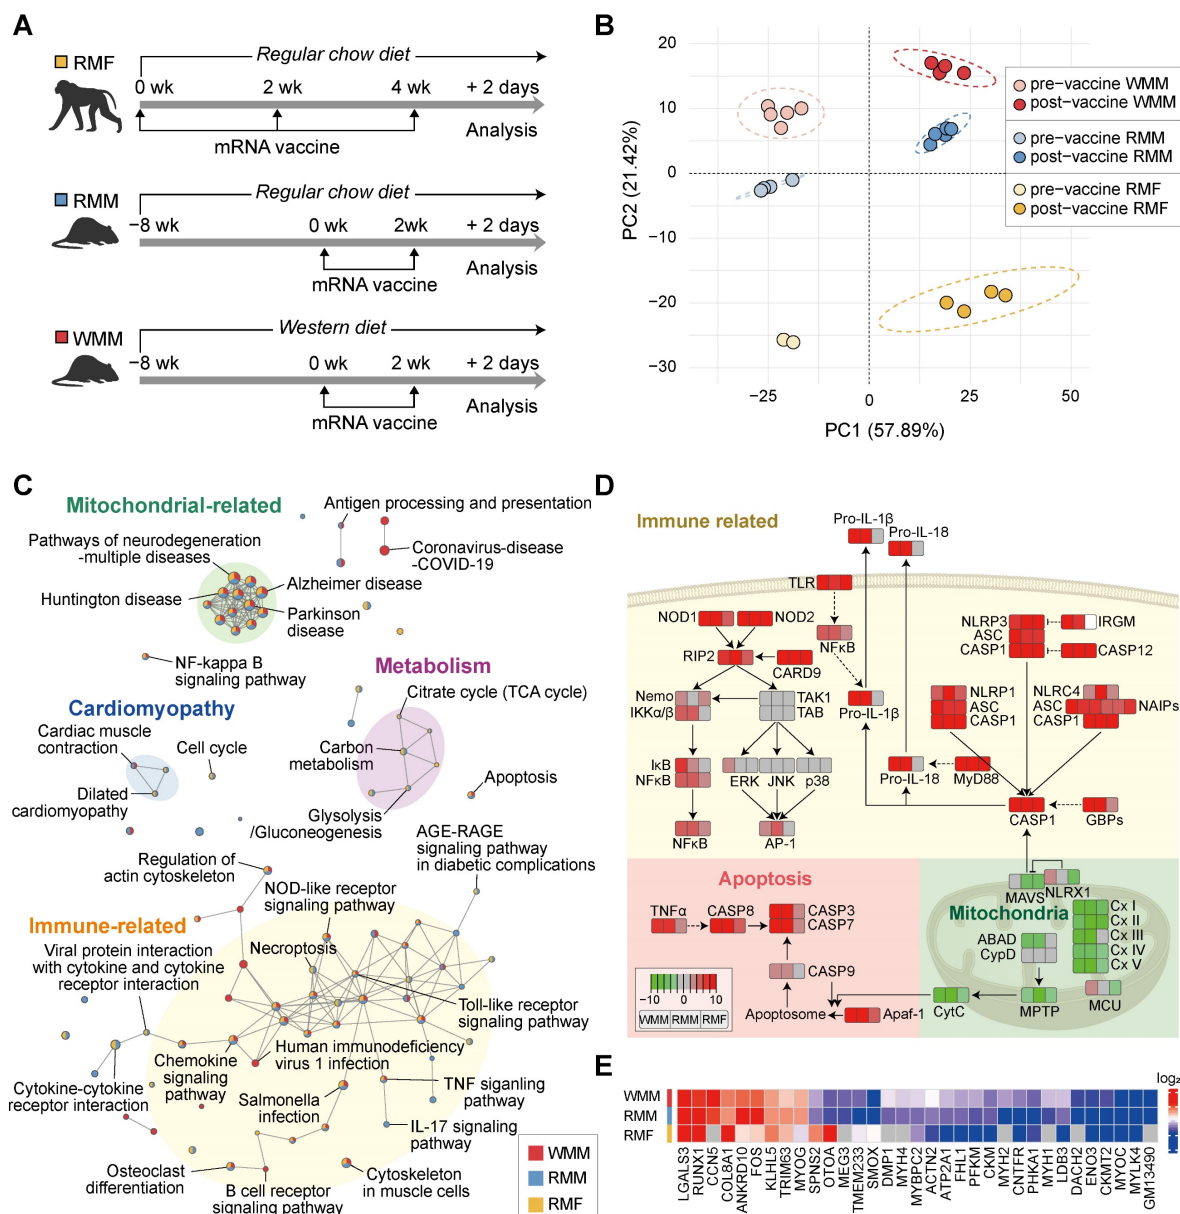 A
RMF
Regular chow diet
0 wk
2 wk
4 wk
+ 2 days
mRNA vaccine
Analysis
RMM
Regular chow diet
−8 wk
0 wk
2wk
+ 2 days
mRNA vaccine
Analysis
WMM
Western diet
−8 wk
0 wk
2 wk
+ 2 days
mRNA vaccine
Analysis
B
20
10
0
−10
−20
−30
PC2 (21.42%)
−25
0
25
50
PC1 (57.89%)
pre−vaccine WMM
post−vaccine WMM
pre−vaccine RMM
post−vaccine RMM
pre−vaccine RMF
post−vaccine RMF
C
Mitochondrial-related
Pathways of neurodegeneration
-multiple diseases
Huntington disease
Alzheimer disease
Parkinson
disease
Antigen processing and presentation
Coronavirus-disease
-COVID-19
NF-kappa B
signaling pathway
Metabolism
Citrate cycle (TCA cycle)
Carbon
metabolism
Glysolysis
/Gluconeogenesis
Cardiomyopathy
Cardiac muscle
contraction
Cell cycle
Dilated
cardiomyopathy
Apoptosis
AGE-RAGE
signaling pathway
in diabetic complications
Regulation of
actin cytoskeleton
NOD-like receptor
signaling pathway
Immune-related
Necroptosis
Viral protein interaction
with cytokine and cytokine
receptor interaction
Toll-like receptor
signaling pathway
Chemokine
signaling
pathway
Human immunodeficiency
virus 1 infection
Cytokine-cytokine
receptor interaction
Salmonella
infection
TNF siganling
pathway
IL-17 signaling
pathway
Osteoclast
differentiation
B cell receptor
signaling pathway
Cytoskeleton
in muscle cells
WMM
RMM
RMF
D
Immune related
Pro-IL-1β
Pro-IL-18
TLR
NOD1
NOD2
NFκB
NLRP3
ASC
CASP1
IRGM
CASP12
RIP2
CARD9
Nemo
IKKα/β
TAK1
TAB
Pro-IL-1β
NLRP1
ASC
CASP1
NLRC4
ASC
CASP1
NAIPs
IκB
NFκB
ERK
JNK
p38
Pro-IL-18
MyD88
CASP1
GBPs
NFκB
AP-1
Apoptosis
TNFα
CASP8
CASP3
CASP7
CASP9
Apoptosome
Apaf-1
−10
0
10
WMM
RMM
RMF
MAVS
NLRX1
Mitochondria
Cx I
Cx II
Cx III
Cx IV
Cx V
ABAD
CypD
CytC
MPTP
MCU
E
log₂
WMM
RMM
RMF
LGALS3
RUNX1
CCN5
COL8A1
ANKRD10
FOS
KLHL5
TRIM63
MYOG
SPNS2
OTOA
MEG3
TMEM233
SMOX
DMP1
MYH4
MYBPC2
ACTN2
ATP2A1
FHL1
PFKM
CKM
MYH2
CNTFR
PHKA1
MYH1
LDB3
DACH2
ENO3
CKMT2
MYOC
MYLK4
GM13490